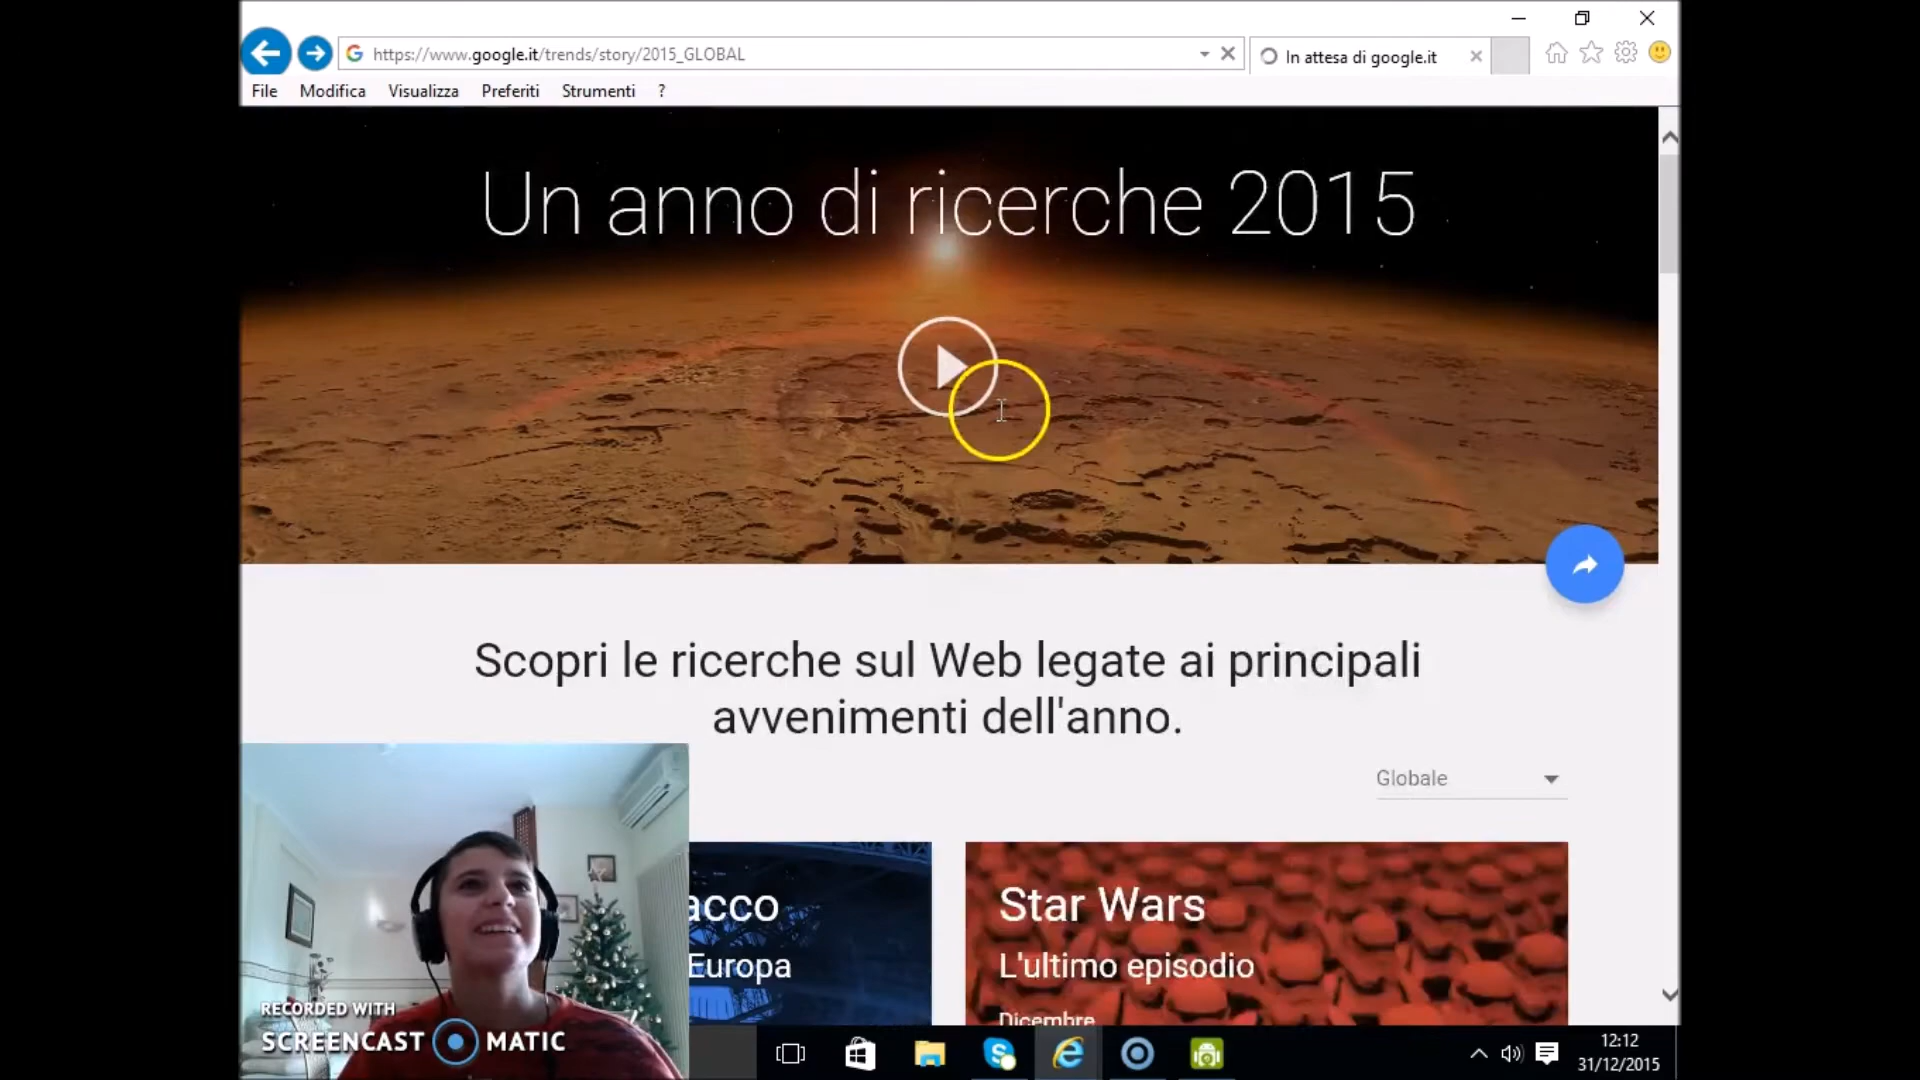 https://www.google.it/trends/story/2015_GLOBAL
In attesa di google.it
File Modifica Visualizza Preferiti Strumenti ?
Un anno di ricerche 2015
Scopri le ricerche sul Web legate ai principali
avvenimenti dell'anno.
Globale
acco
Europa
Star Wars
L'ultimo episodio
Dicembre
RECORDED WITH
SCREENCAST MATIC
12:12
31/12/2015